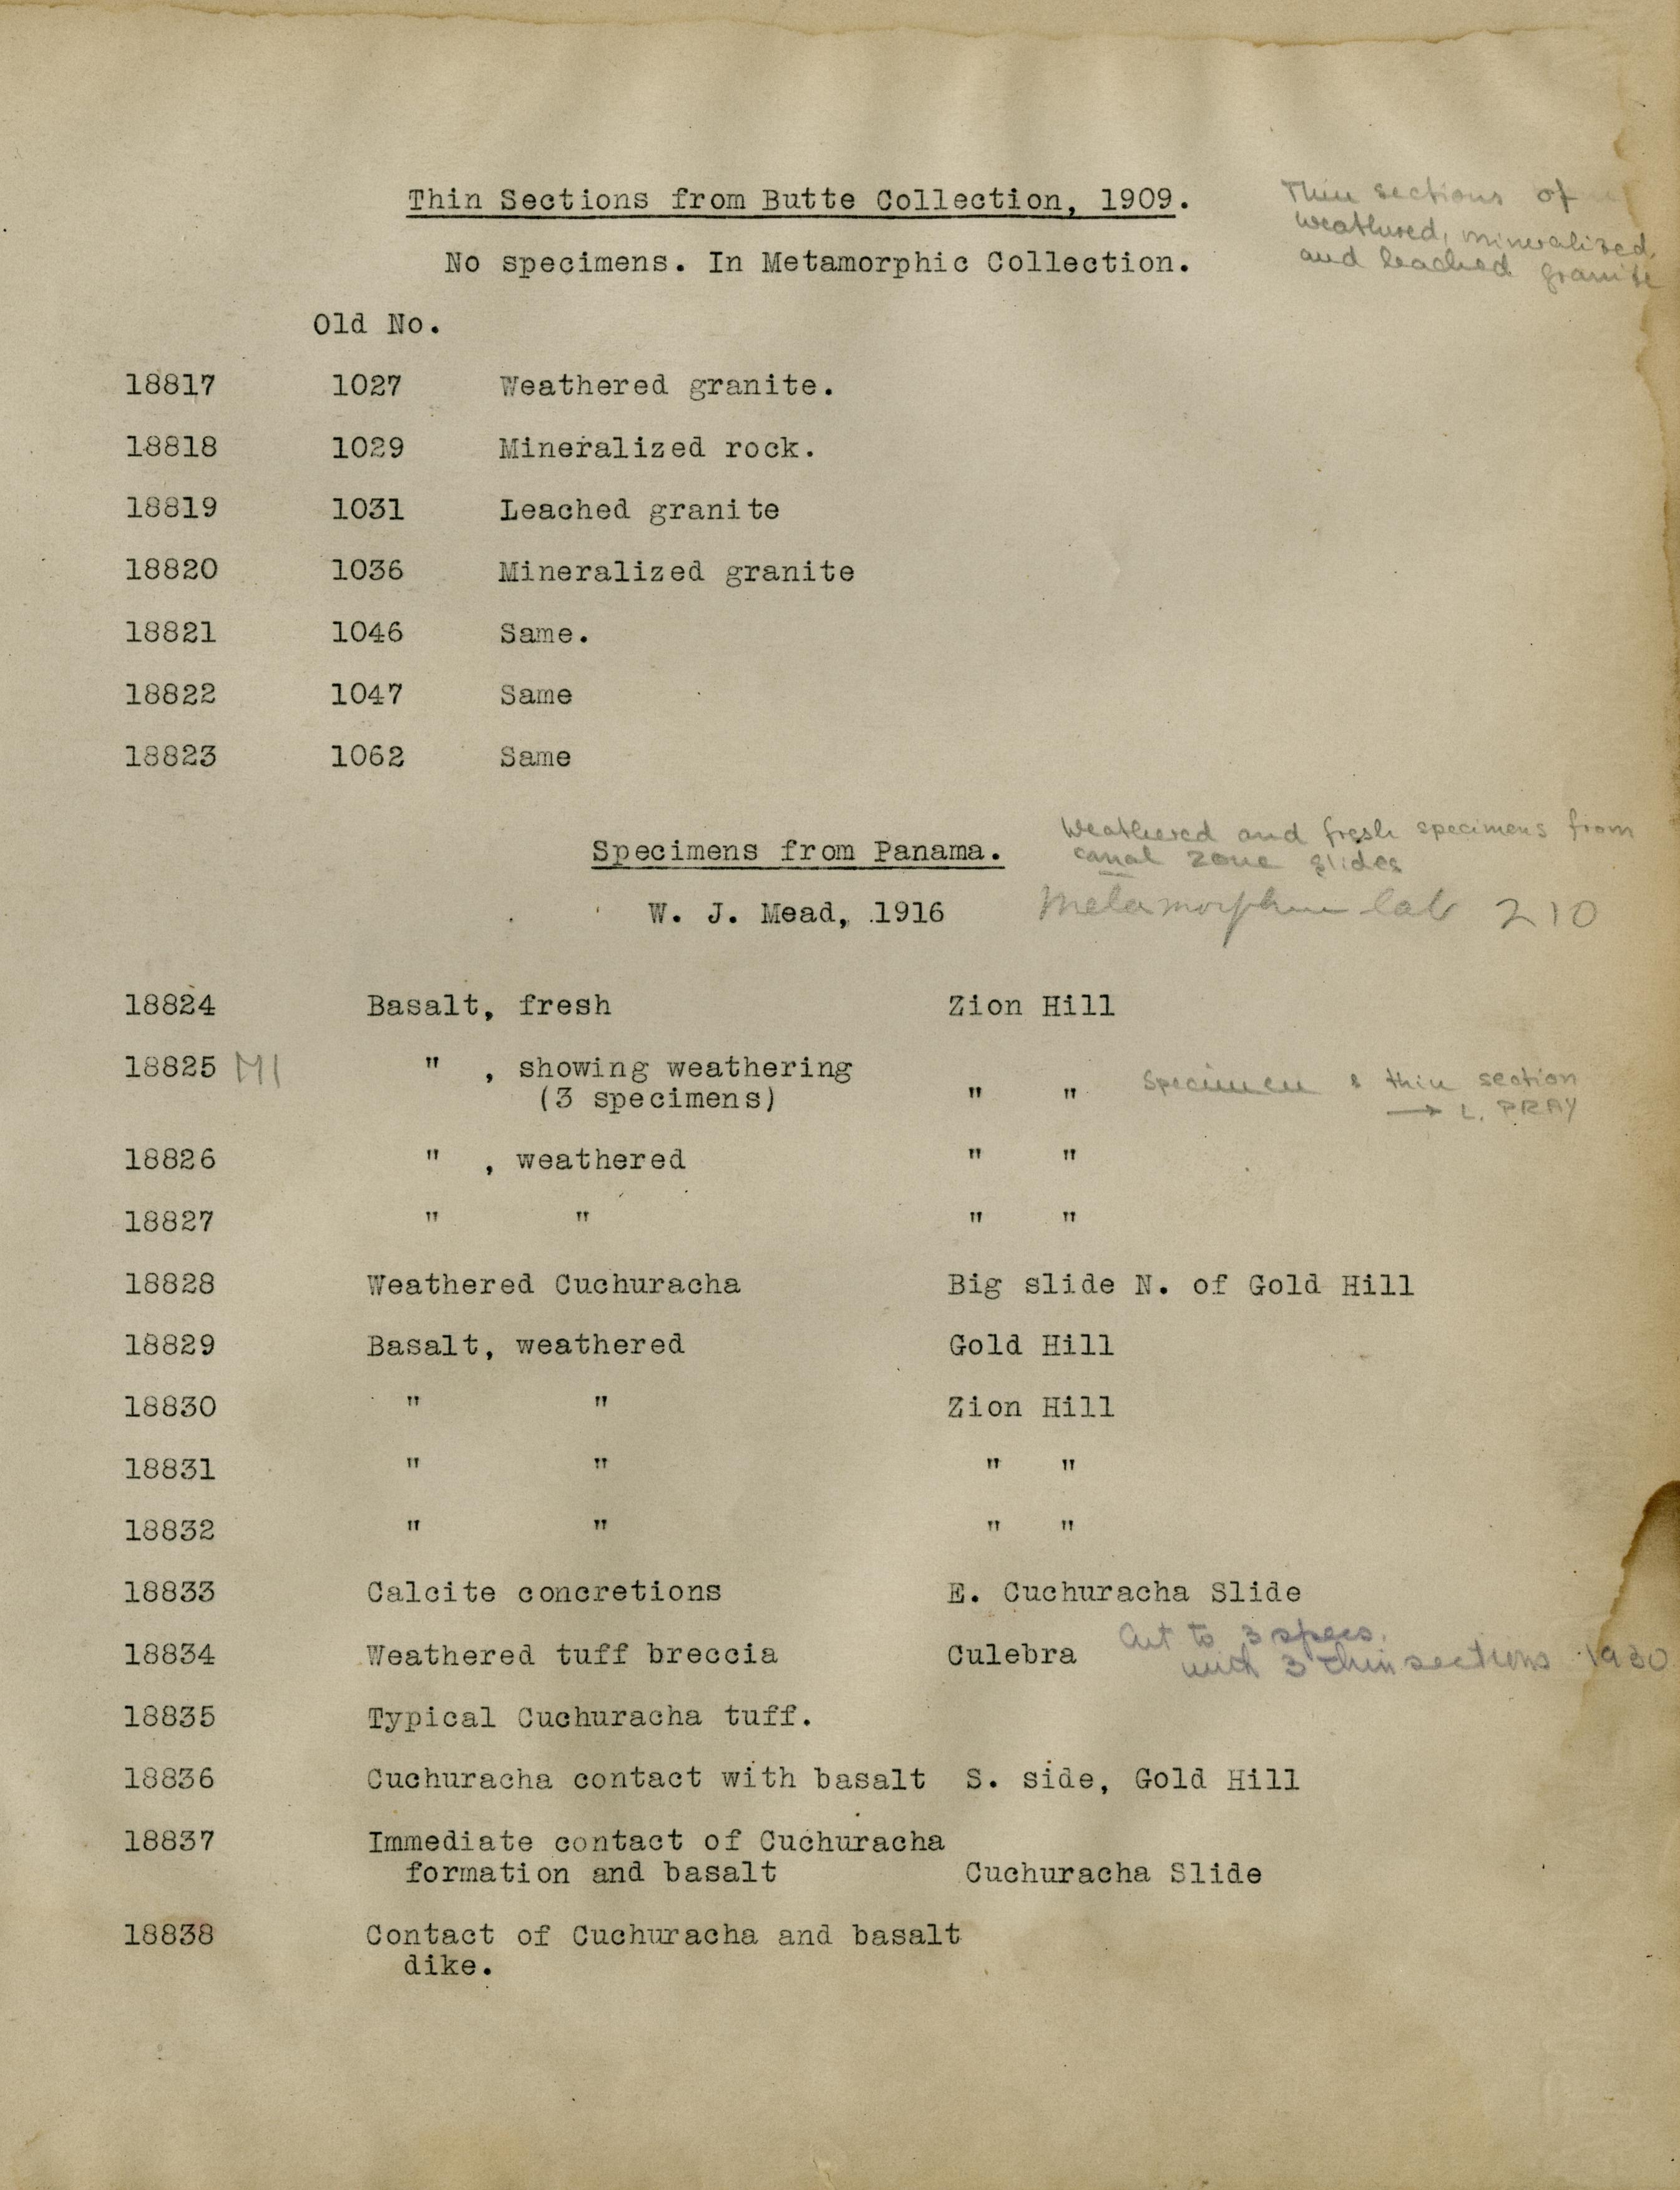 Thin Sections from Butte Collection, 1909.
Thin sections of
weathered, mineralized,
and leached granite
No specimens. In Metamorphic Collection.
Old No.
18817 1027 Weathered granite.
18818 1029 Mineralized rock.
18819 1031 Leached granite
18820 1036 Mineralized granite
18821 1046 Same.
18822 1047 Same
18823 1062 Same
Specimens from Panama.
Weathered and fresh specimens from
canal zone slides
W. J. Mead, 1916
Metamorphism lab 210
18824 Basalt, fresh Zion Hill
18825 M1 " , showing weathering
(3 specimens) " " Specimen & thin section
→ L. PRAY
18826 " , weathered " "
18827 " " " "
18828 Weathered Cuchuracha Big slide N. of Gold Hill
18829 Basalt, weathered Gold Hill
18830 " " Zion Hill
18831 " " " "
18832 " " " "
18833 Calcite concretions E. Cuchuracha Slide
18834 Weathered tuff breccia Culebra Cut to 3 specs.
with 3 thin sections 1980
18835 Typical Cuchuracha tuff.
18836 Cuchuracha contact with basalt S. side, Gold Hill
18837 Immediate contact of Cuchuracha
formation and basalt Cuchuracha Slide
18838 Contact of Cuchuracha and basalt
dike.